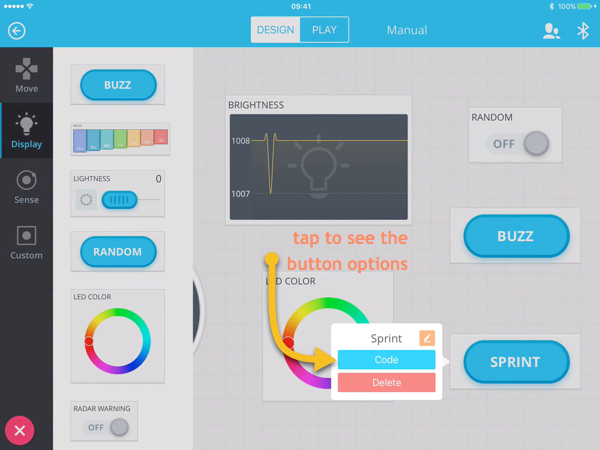 09:41
100%
DESIGN
PLAY
Manual
Move
Display
Sense
Custom
BUZZ
LIGHTNESS
0
RANDOM
LED COLOR
RADAR WARNING
OFF
BRIGHTNESS
1008
1007
tap to see the
button options
LED COLOR
Sprint
Code
Delete
RANDOM
OFF
BUZZ
SPRINT